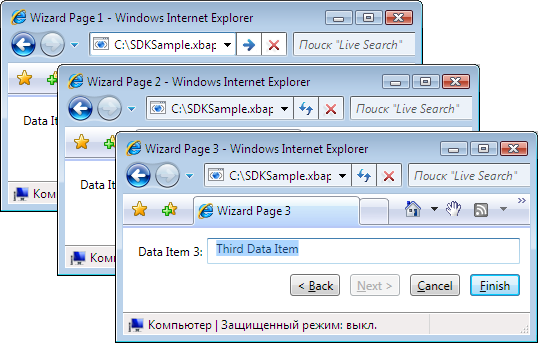 Wizard Page 1 - Windows Internet Explorer
C:\SDKSample.xbap
Поиск "Live Search"
Data I
Компь
Wizard Page 2 - Windows Internet Explorer
C:\SDKSample.xbap
Поиск "Live Search"
Data It
Компь
Wizard Page 3 - Windows Internet Explorer
C:\SDKSample.xbap
Поиск "Live Search"
Wizard Page 3
Data Item 3: Third Data Item
< Back Next > Cancel Finish
Компьютер | Защищенный режим: выкл.